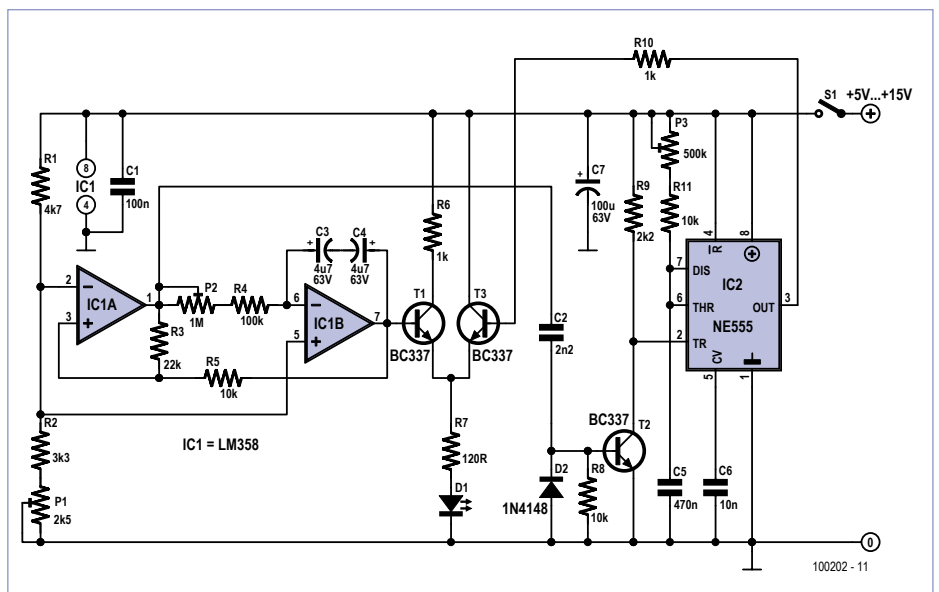 R10
1k
S1
+5V...+15V
+
R1
4k7
8
IC1
4
C1
100n
C3
4u7
63V
C4
4u7
63V
R6
1k
C7
100u
63V
R9
2k2
P3
500k
R11
10k
2
3
IC1A
1
P2
1M
R4
100k
R3
22k
R5
10k
6
5
IC1B
7
T1
BC337
T3
BC337
C2
2n2
4
8
R
7
DIS
6
THR
2
TR
IC2
OUT
3
NE555
CV
5
1
R2
3k3
P1
2k5
IC1 = LM358
R7
120R
D1
BC337
T2
D2
1N4148
R8
10k
C5
470n
C6
10n
0
100202 - 11